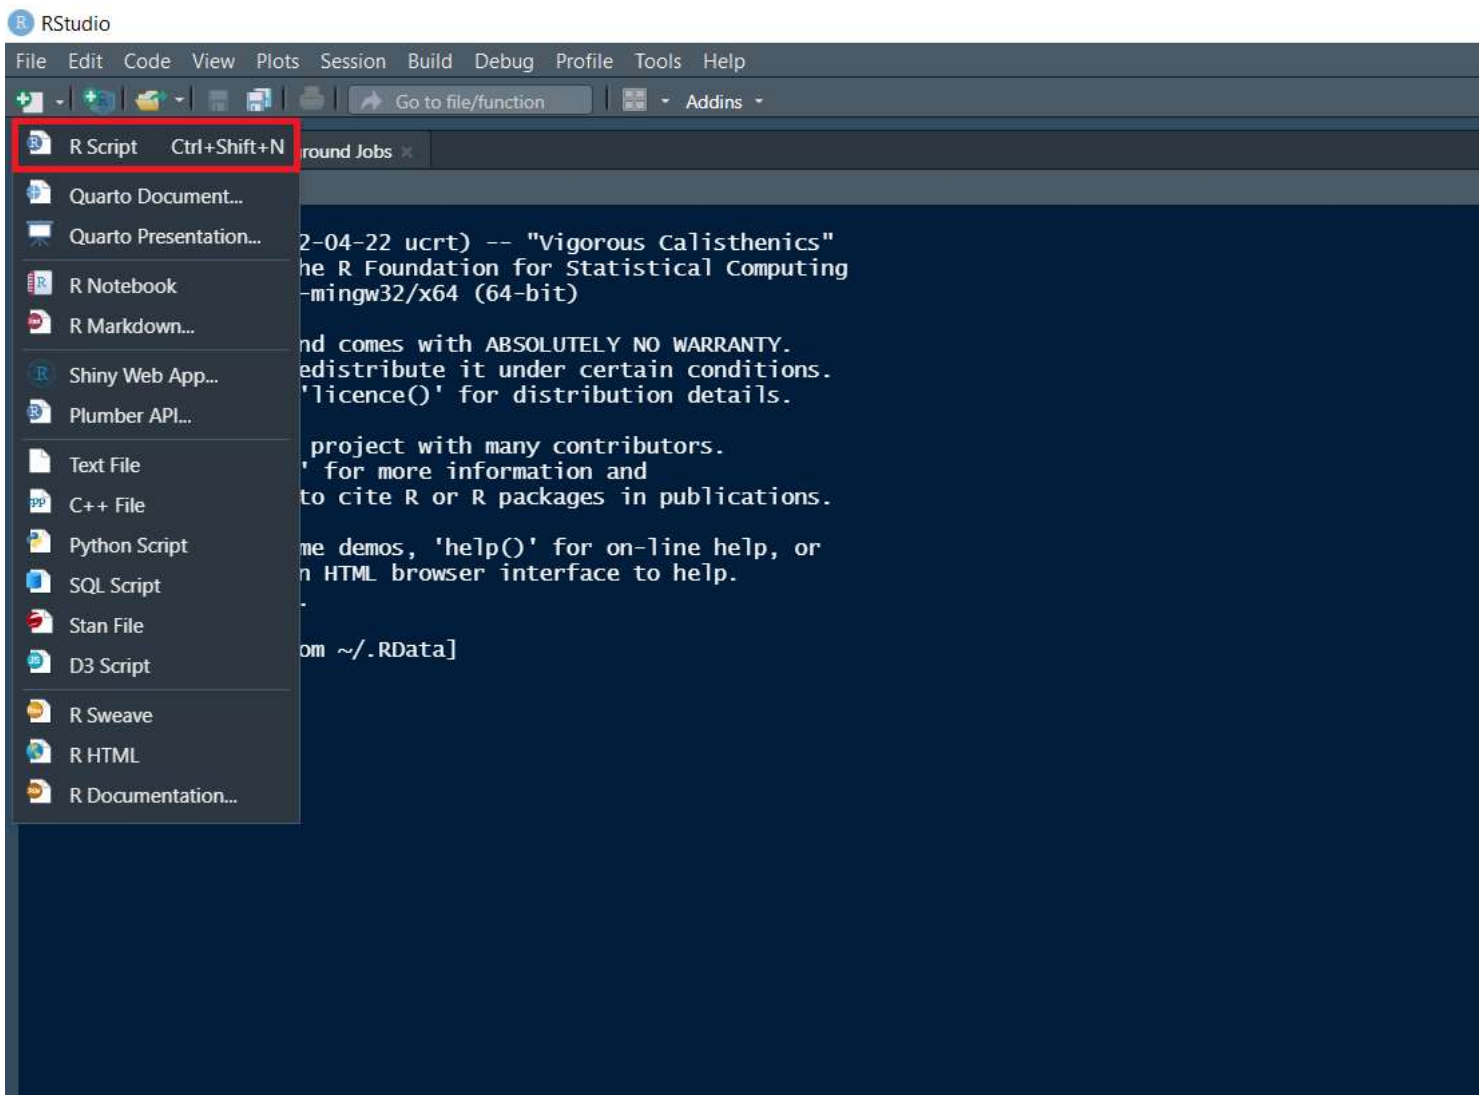 RStudio
File Edit Code View Plots Session Build Debug Profile Tools Help
Go to file/function Addins
R Script Ctrl+Shift+N
round Jobs
Quarto Document...
Quarto Presentation...
R Notebook
R Markdown...
Shiny Web App...
Plumber API...
Text File
C++ File
Python Script
SQL Script
Stan File
D3 Script
R Sweave
R HTML
R Documentation...
2-04-22 ucrt) -- "Vigorous Calisthenics"
he R Foundation for Statistical Computing
-mingw32/x64 (64-bit)
nd comes with ABSOLUTELY NO WARRANTY.
edistribute it under certain conditions.
'licence()' for distribution details.
project with many contributors.
' for more information and
to cite R or R packages in publications.
me demos, 'help()' for on-line help, or
n HTML browser interface to help.
.
om ~/.RData]